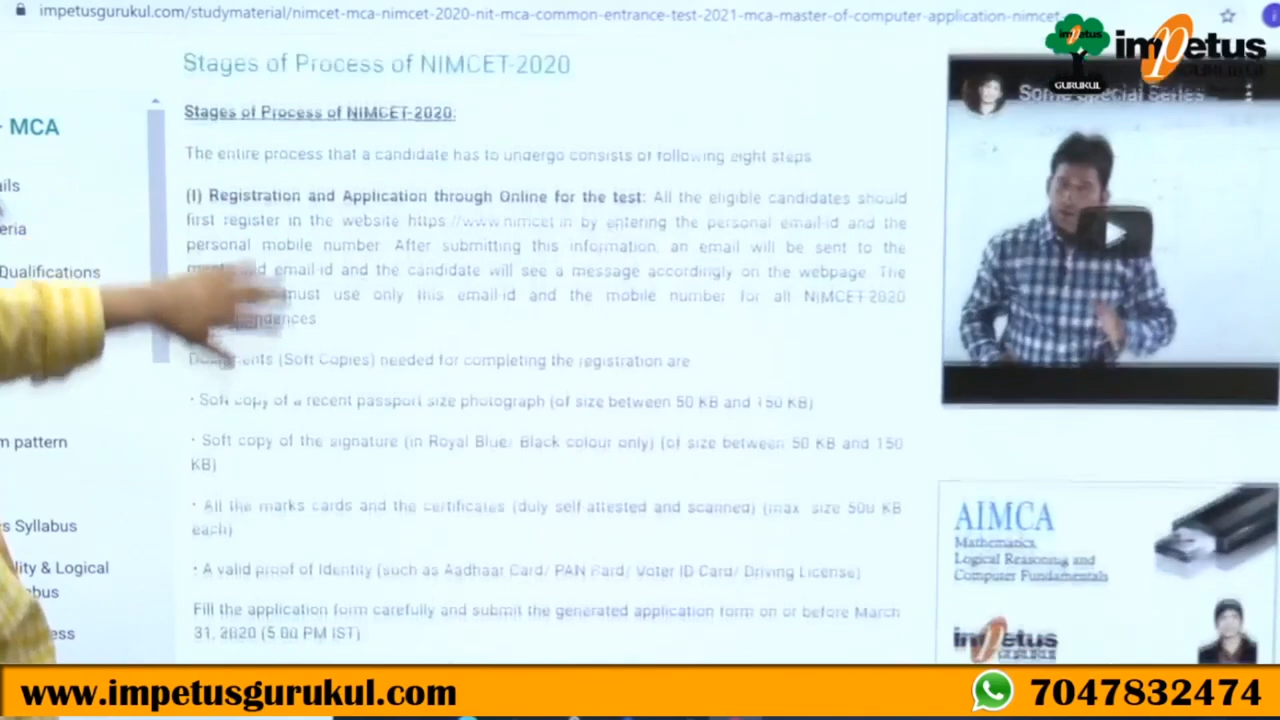 impetusgurukul.com/studymaterial/nimcet-mca-nimcet-2020-nit-mca-common-entrance-test-2021-mca-master-of-computer-application-nimcet-
impetus
GURUKUL
impetus
GURUKUL
Stages of Process of NIMCET-2020
Some Special Series
- MCA
Stages of Process of NIMCET-2020:
The entire process that a candidate has to undergo consists of following eight steps
ils
(I) Registration and Application through Online for the test: All the eligible candidates should
first register in the website https://www.nimcet.in by entering the personal email-id and the
eria
personal mobile number. After submitting this information, an email will be sent to the
Qualifications
email-id and the candidate will see a message accordingly on the webpage. The
must use only this email-id and the mobile number for all NIMCET-2020
(Soft Copies) needed for completing the registration are
· Soft copy of a recent passport size photograph (of size between 50 KB and 150 KB)
m pattern
· Soft copy of the signature (in Royal Blue/ Black colour only) (of size between 50 KB and 150
KB)
· All the marks cards and the certificates (duly self attested and scanned) (max. size 500 KB
each)
s Syllabus
lity & Logical
bus
· A valid proof of Identity (such as Aadhaar Card/ PAN Bard/ Voter ID Card/ Driving License)
Fill the application form carefully and submit the generated application form on or before March
31, 2020 (5.00 PM IST)
ess
AIMCA
Mathematics,
Logical Reasoning and
Computer Fundamentals
impetus
GURUKUL
www.impetusgurukul.com
7047832474